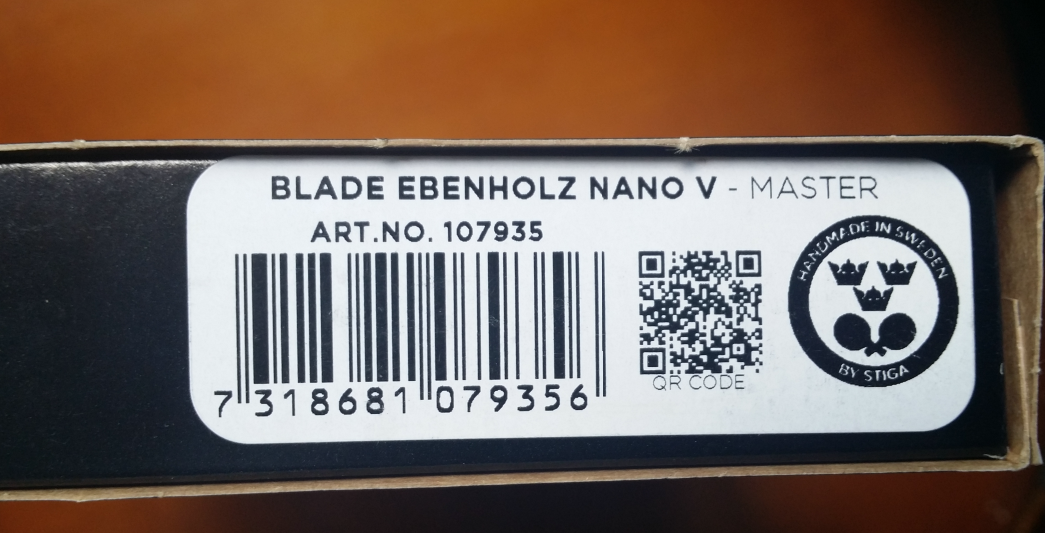 BLADE EBENHOLZ NANO V - MASTER
ART.NO. 107935
7 318681 079356
QR CODE
HANDMADE IN SWEDEN
BY STIGA